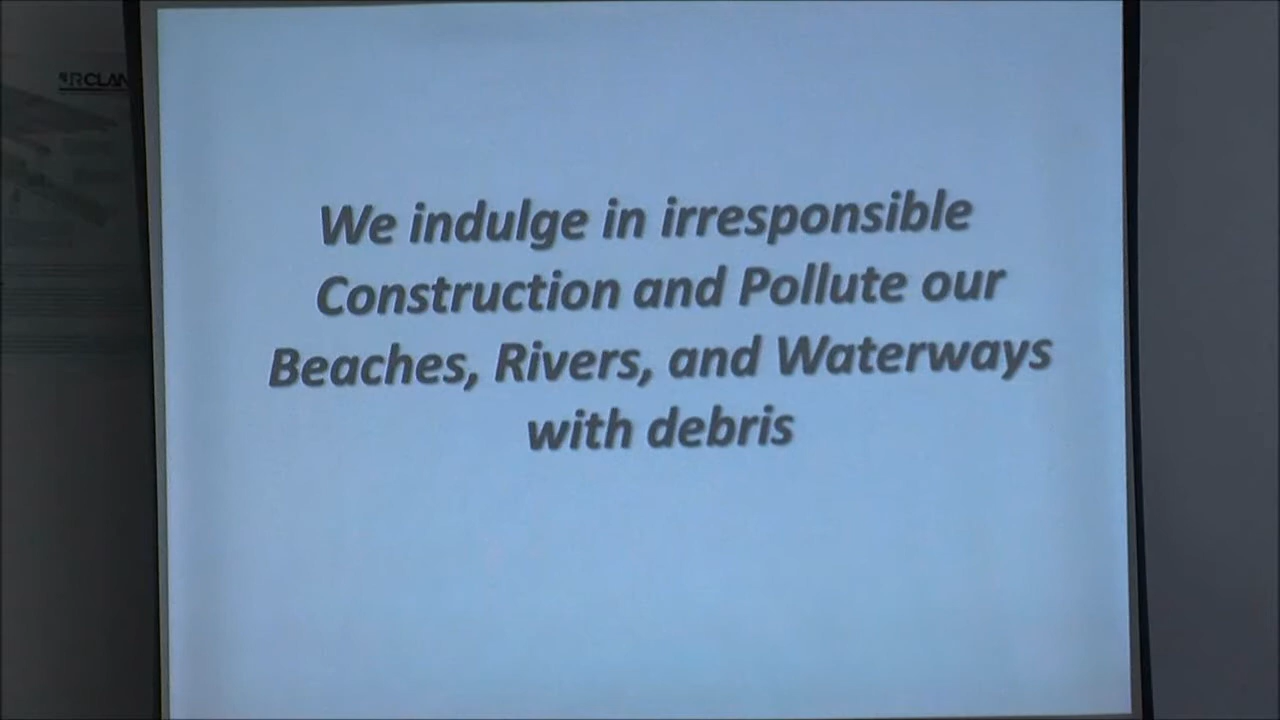 We indulge in irresponsible
Construction and Pollute our
Beaches, Rivers, and Waterways
with debris